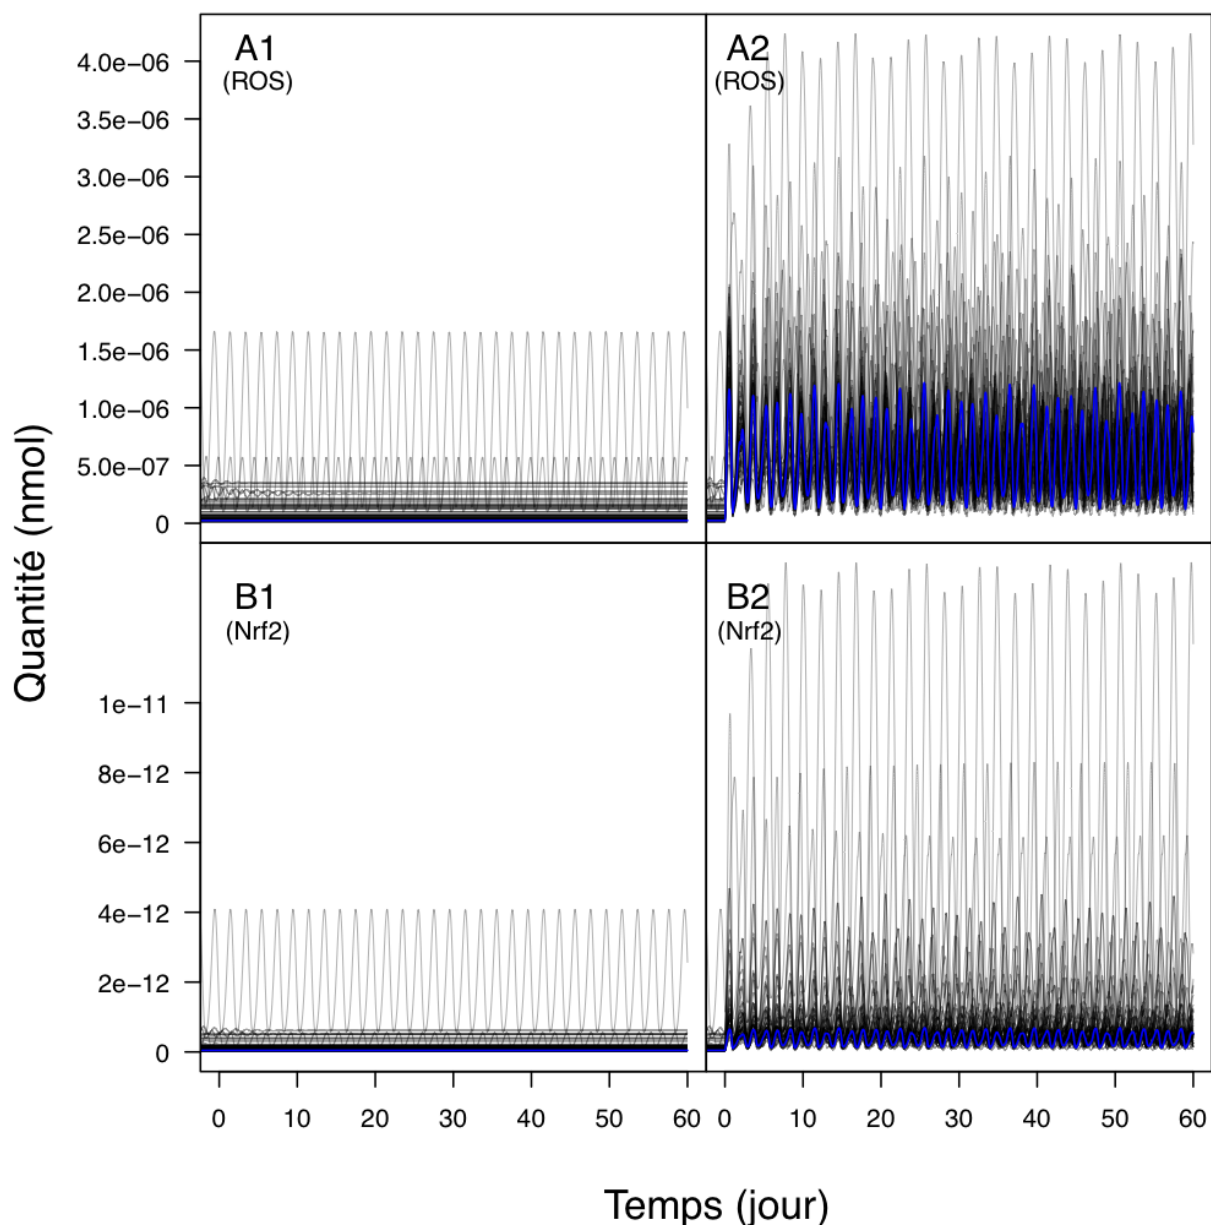 A1
(ROS)
A2
(ROS)
4.0e−06
3.5e−06
3.0e−06
2.5e−06
2.0e−06
1.5e−06
1.0e−06
5.0e−07
0
B1
(Nrf2)
B2
(Nrf2)
1e−11
8e−12
6e−12
4e−12
2e−12
0
Quantité (nmol)
0 10 20 30 40 50 60 0 10 20 30 40 50 60
Temps (jour)